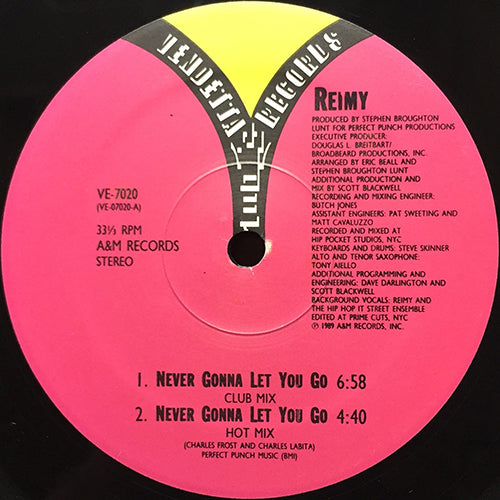 VENDETTA RECORDS
club
REIMY
PRODUCED BY STEPHEN BROUGHTON
LUNT FOR PERFECT PUNCH PRODUCTIONS
EXECUTIVE PRODUCER:
DOUGLAS L. BREITBART/
BROADBEARD PRODUCTIONS, INC.
ARRANGED BY ERIC BEALL AND
STEPHEN BROUGHTON LUNT
ADDITIONAL PRODUCTION AND
MIX BY SCOTT BLACKWELL
RECORDING AND MIXING ENGINEER:
BUTCH JONES
ASSISTANT ENGINEERS: PAT SWEETING AND
MATT CAVALUZZO
RECORDED AND MIXED AT
HIP POCKET STUDIOS, NYC
KEYBOARDS AND DRUMS: STEVE SKINNER
ALTO AND TENOR SAXOPHONE:
TONY AIELLO
ADDITIONAL PROGRAMMING AND
ENGINEERING: DAVE DARLINGTON AND
SCOTT BLACKWELL
BACKGROUND VOCALS: REIMY AND
THE HIP HOP IT STREET ENSEMBLE
EDITED AT PRIME CUTS, NYC
℗ 1989 A&M RECORDS, INC.
VE-7020
(VE-07020-A)
33⅓ RPM
A&M RECORDS
STEREO
1. NEVER GONNA LET YOU GO 6:58
CLUB MIX
2. NEVER GONNA LET YOU GO 4:40
HOT MIX
(CHARLES FROST AND CHARLES LABITA)
PERFECT PUNCH MUSIC (BMI)